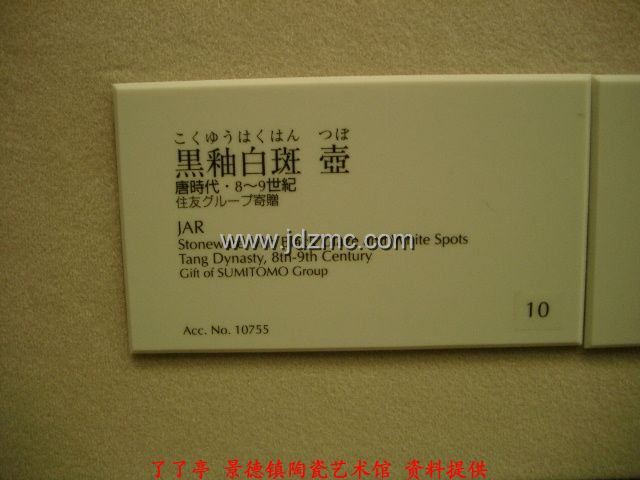 こくゆうはくはん つぼ
黒釉白斑 壺
唐時代・8〜9世紀
住友グループ寄贈
JAR
www.jdzmc.com
Spots
Tang Dynasty, 8th-9th Century
Gift of SUMITOMO Group
Acc. No. 10755
10
了了亭 景德镇陶瓷艺术馆 资料提供